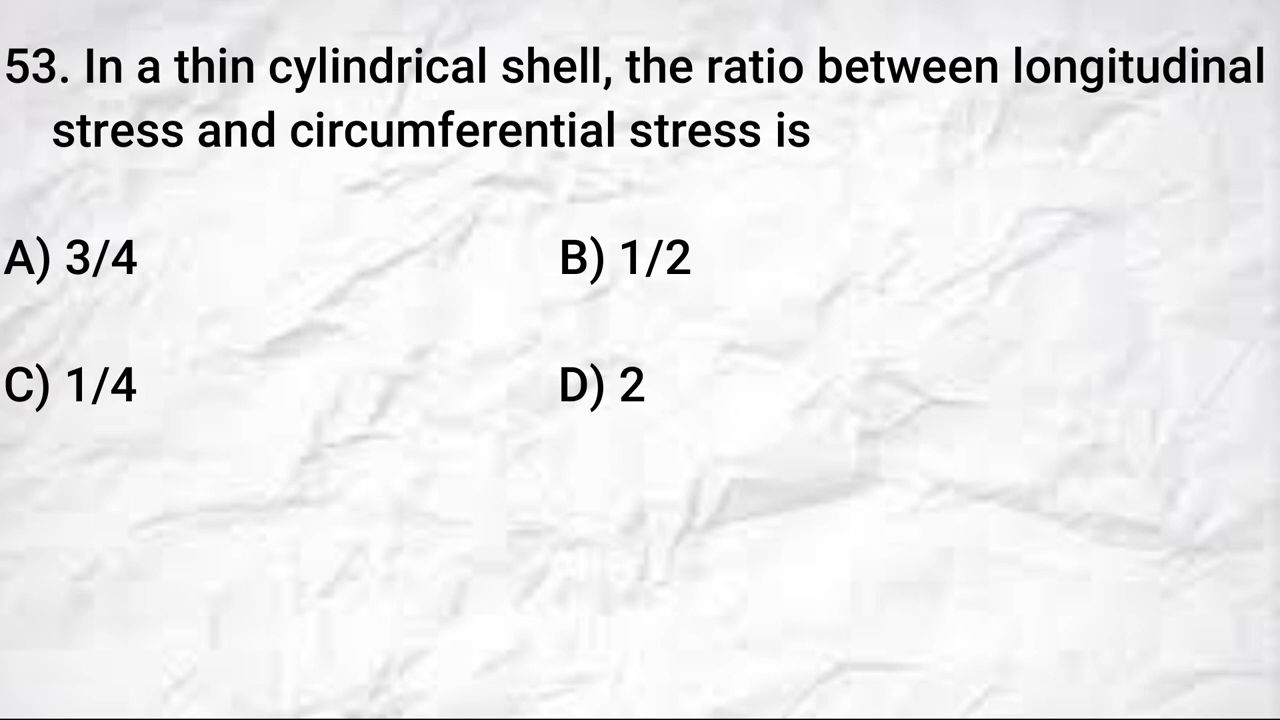 53. In a thin cylindrical shell, the ratio between longitudinal
stress and circumferential stress is
A) 3/4 B) 1/2
C) 1/4 D) 2